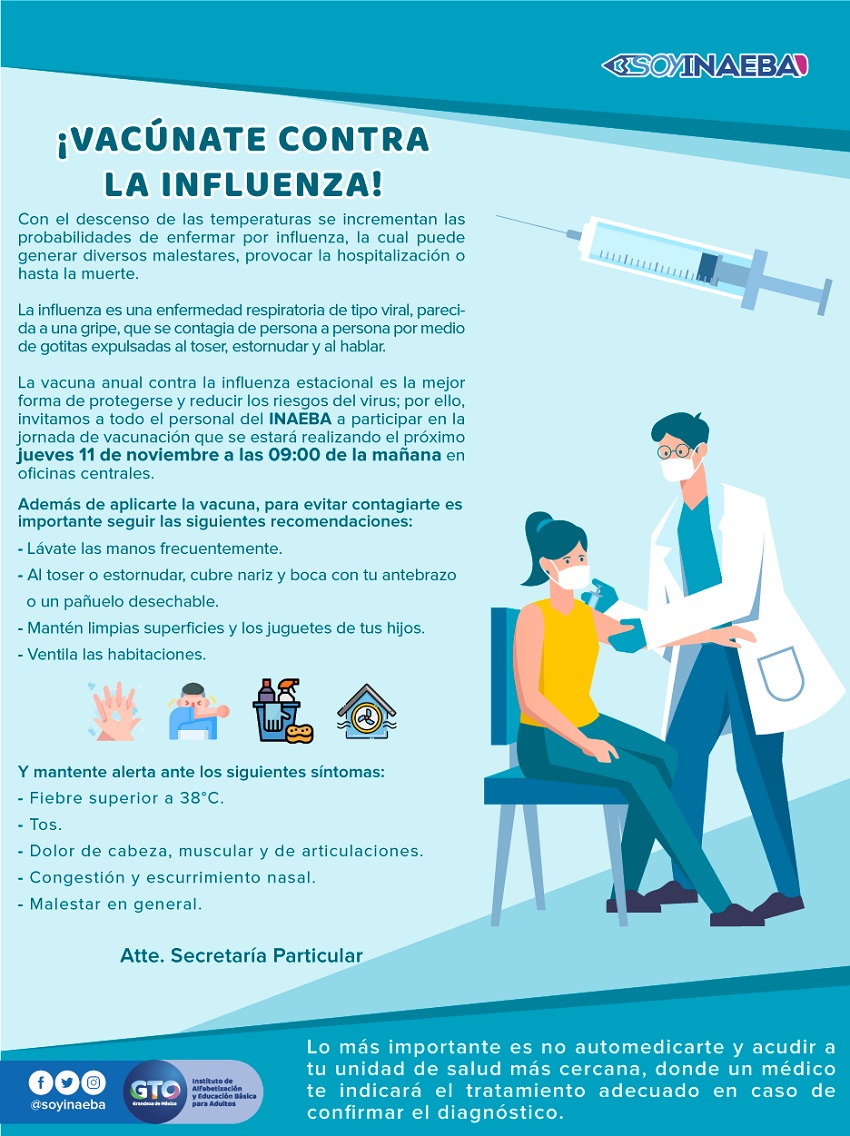 SOYINAEBA
¡VACÚNATE CONTRA
LA INFLUENZA!
Con el descenso de las temperaturas se incrementan las
probabilidades de enfermar por influenza, la cual puede
generar diversos malestares, provocar la hospitalización o
hasta la muerte.
La influenza es una enfermedad respiratoria de tipo viral, pareci-
da a una gripe, que se contagia de persona a persona por medio
de gotitas expulsadas al toser, estornudar y al hablar.
La vacuna anual contra la influenza estacional es la mejor
forma de protegerse y reducir los riesgos del virus; por ello,
invitamos a todo el personal del INAEBA a participar en la
jornada de vacunación que se estará realizando el próximo
jueves 11 de noviembre a las 09:00 de la mañana en
oficinas centrales.
Además de aplicarte la vacuna, para evitar contagiarte es
importante seguir las siguientes recomendaciones:
- Lávate las manos frecuentemente.
- Al toser o estornudar, cubre nariz y boca con tu antebrazo
o un pañuelo desechable.
- Mantén limpias superficies y los juguetes de tus hijos.
- Ventila las habitaciones.
Y mantente alerta ante los siguientes síntomas:
- Fiebre superior a 38°C.
- Tos.
- Dolor de cabeza, muscular y de articulaciones.
- Congestión y escurrimiento nasal.
- Malestar en general.
Atte. Secretaría Particular
Lo más importante es no automedicarte y acudir a
tu unidad de salud más cercana, donde un médico
te indicará el tratamiento adecuado en caso de
confirmar el diagnóstico.
@soyinaeba
GTO
Grandeza de México
Instituto de
Alfabetización
y Educación Básica
para Adultos